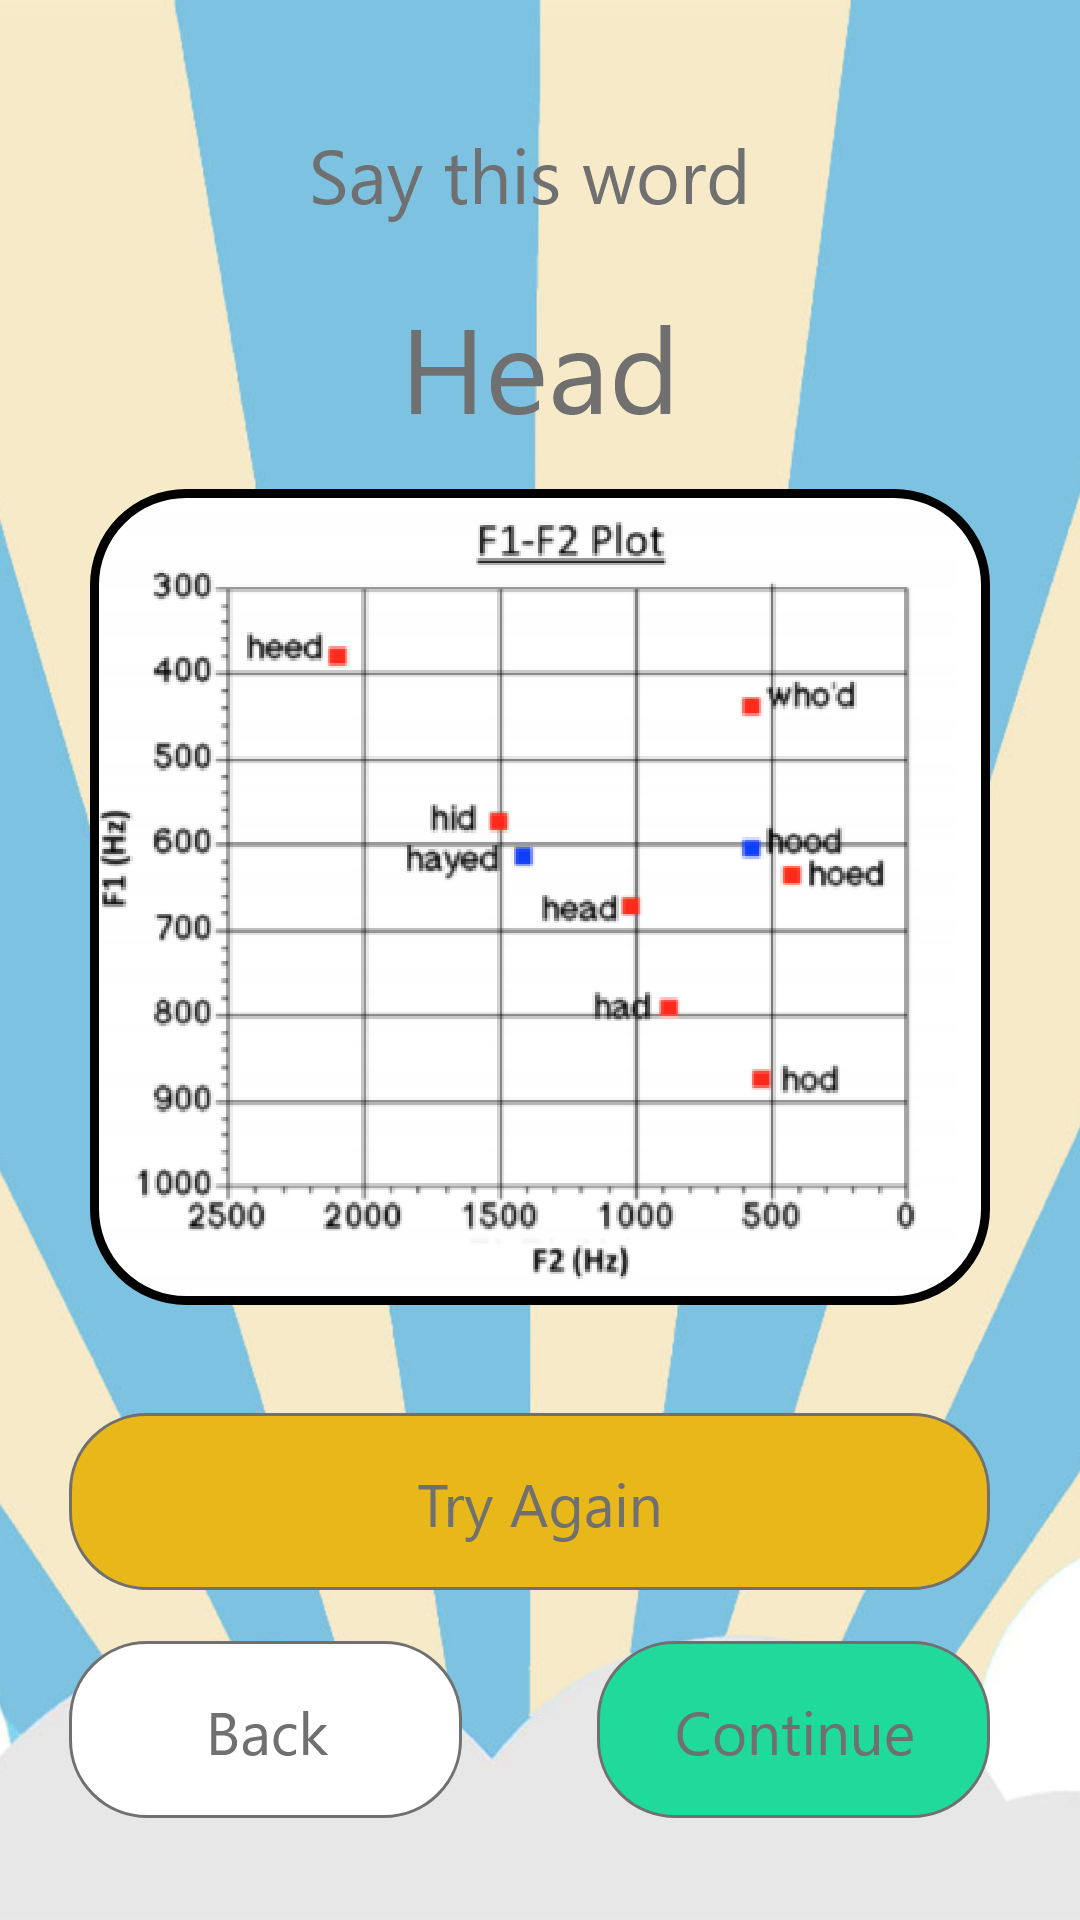 Say this word
Head
F1-F2 Plot
300
heed
400
who'd
500
hid
600
hayed
hood
hoed
F1 (Hz)
head
700
had
800
hod
900
1000
2500 2000 1500 1000 500 0
F2 (Hz)
Try Again
Back
Continue